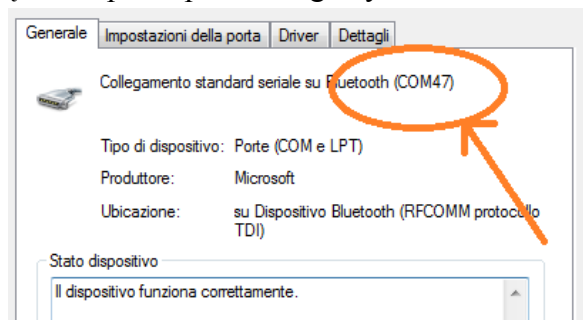 Generale Impostazioni della porta Driver Dettagli
Collegamento standard seriale su Bluetooth (COM47)
Tipo di dispositivo: Porte (COM e LPT)
Produttore: Microsoft
Ubicazione: su Dispositivo Bluetooth (RFCOMM protocollo
TDI)
Stato dispositivo
Il dispositivo funziona correttamente.